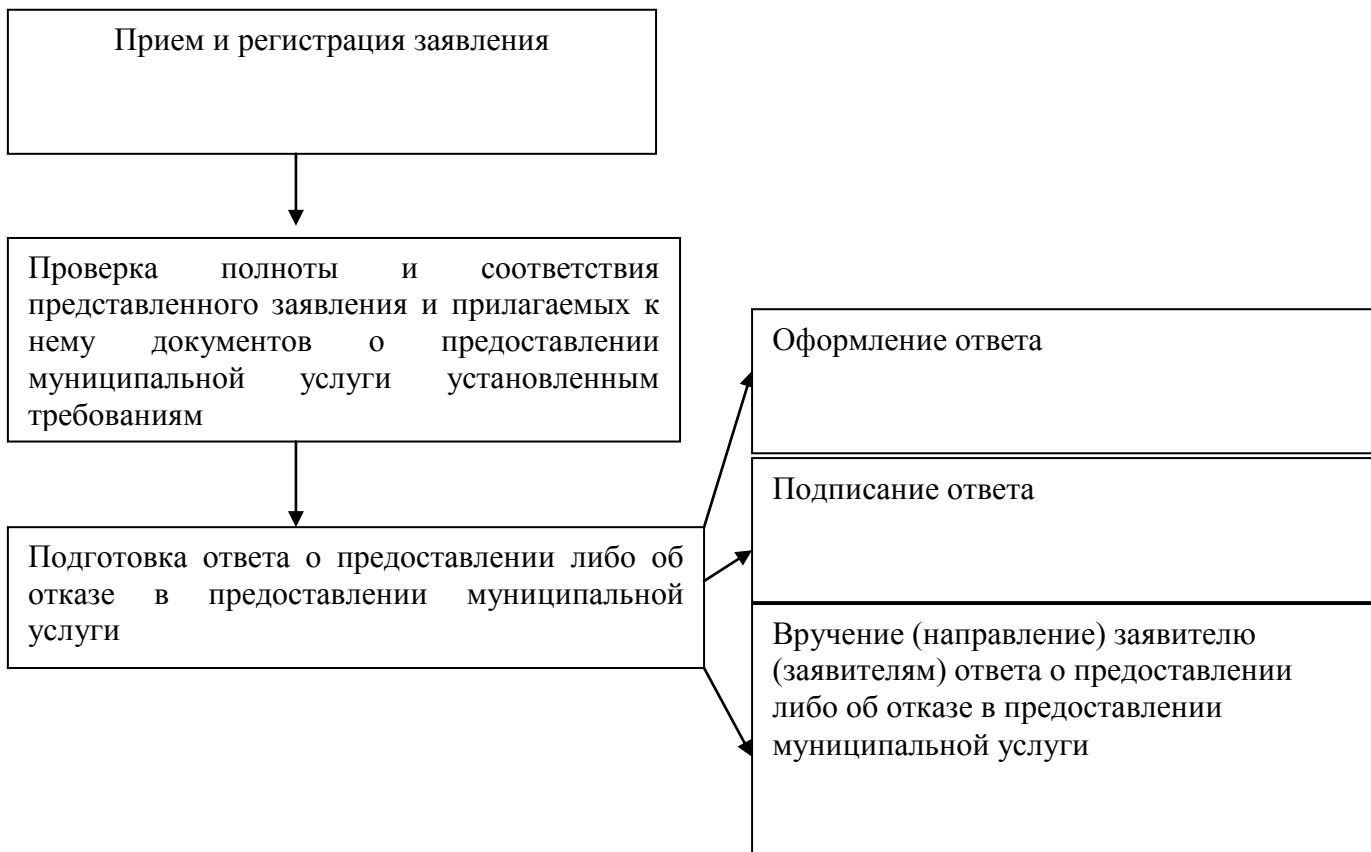 Прием и регистрация заявления
Проверка полноты и соответствия
представленного заявления и прилагаемых к
нему документов о предоставлении
муниципальной услуги установленным
требованиям
Подготовка ответа о предоставлении либо об
отказе в предоставлении муниципальной
услуги
Оформление ответа
Подписание ответа
Вручение (направление) заявителю
(заявителям) ответа о предоставлении
либо об отказе в предоставлении
муниципальной услуги